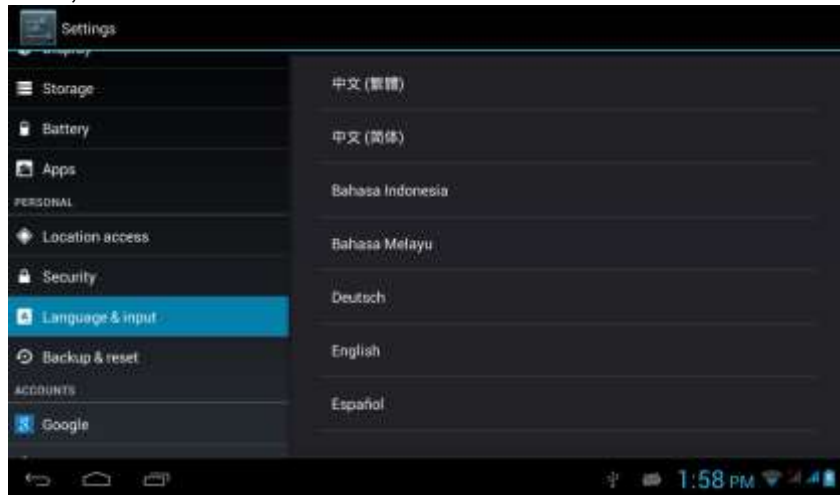 Settings
Display
Storage
Battery
Apps
PERSONAL
Location access
Security
Language & input
Backup & reset
ACCOUNTS
Google
中文 (繁體)
中文 (简体)
Bahasa Indonesia
Bahasa Melayu
Deutsch
English
Español
1:58 PM